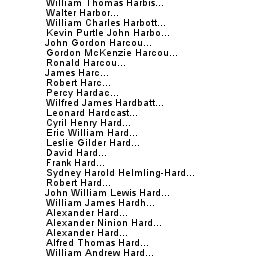 William Thomas Harbis...
Walter Harbor...
William Charles Harbott...
Kevin Purtle John Harbo...
John Gordon Harcou...
Gordon McKenzie Harcou...
Ronald Harcou...
James Harc...
Robert Harc...
Percy Hardac...
Wilfred James Hardbatt...
Leonard Hardcast...
Cyril Henry Hard...
Eric William Hard...
Leslie Gilder Hard...
David Hard...
Frank Hard...
Sydney Harold Helmling-Hard...
Robert Hard...
John William Lewis Hard...
William James Hardh...
Alexander Hard...
Alexander Ninion Hard...
Alexander Hard...
Alfred Thomas Hard...
William Andrew Hard...